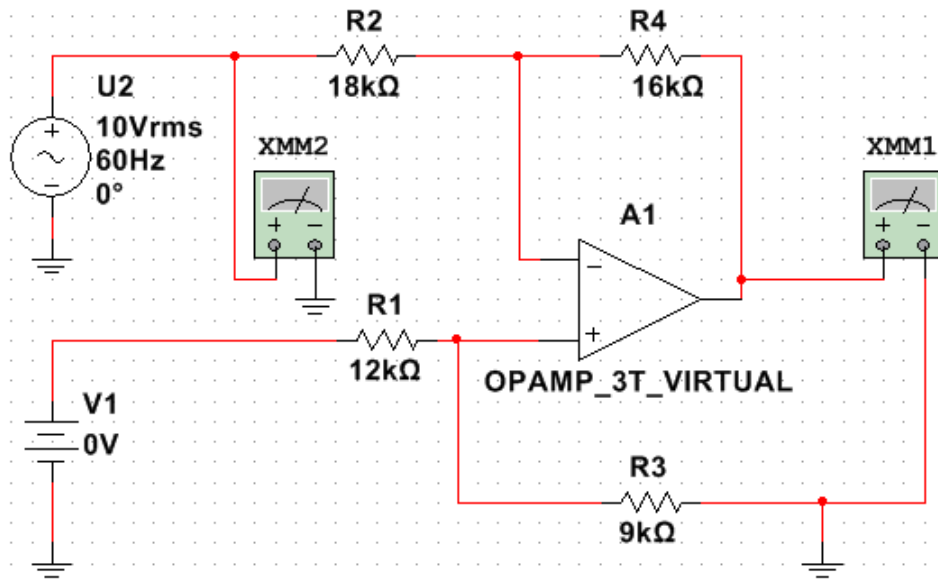 R2
18kΩ
R4
16kΩ
U2
10Vrms
60Hz
0°
+
−
XMM2
+ −
XMM1
+ −
A1
−
+
OPAMP_3T_VIRTUAL
R1
12kΩ
V1
0V
R3
9kΩ